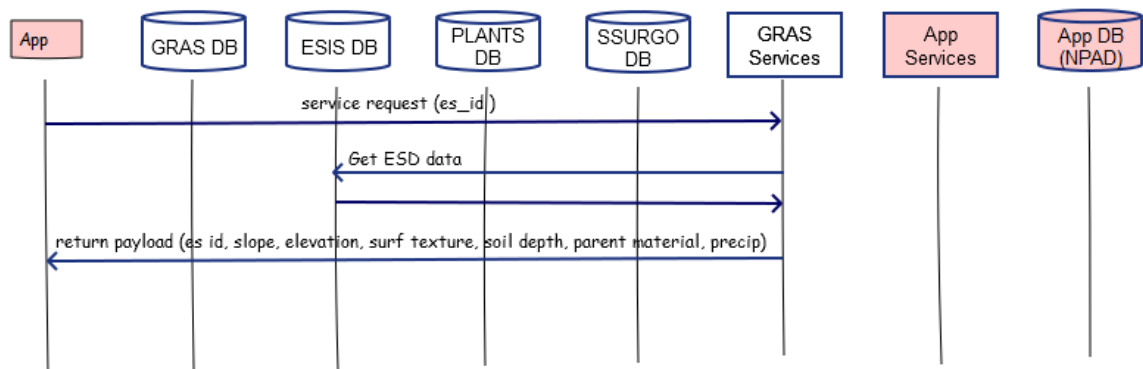 App
GRAS DB
ESIS DB
PLANTS
DB
SSURGO
DB
GRAS
Services
App
Services
App DB
(NPAD)
service request (es_id )
Get ESD data
return payload (es id, slope, elevation, surf texture, soil depth, parent material, precip)